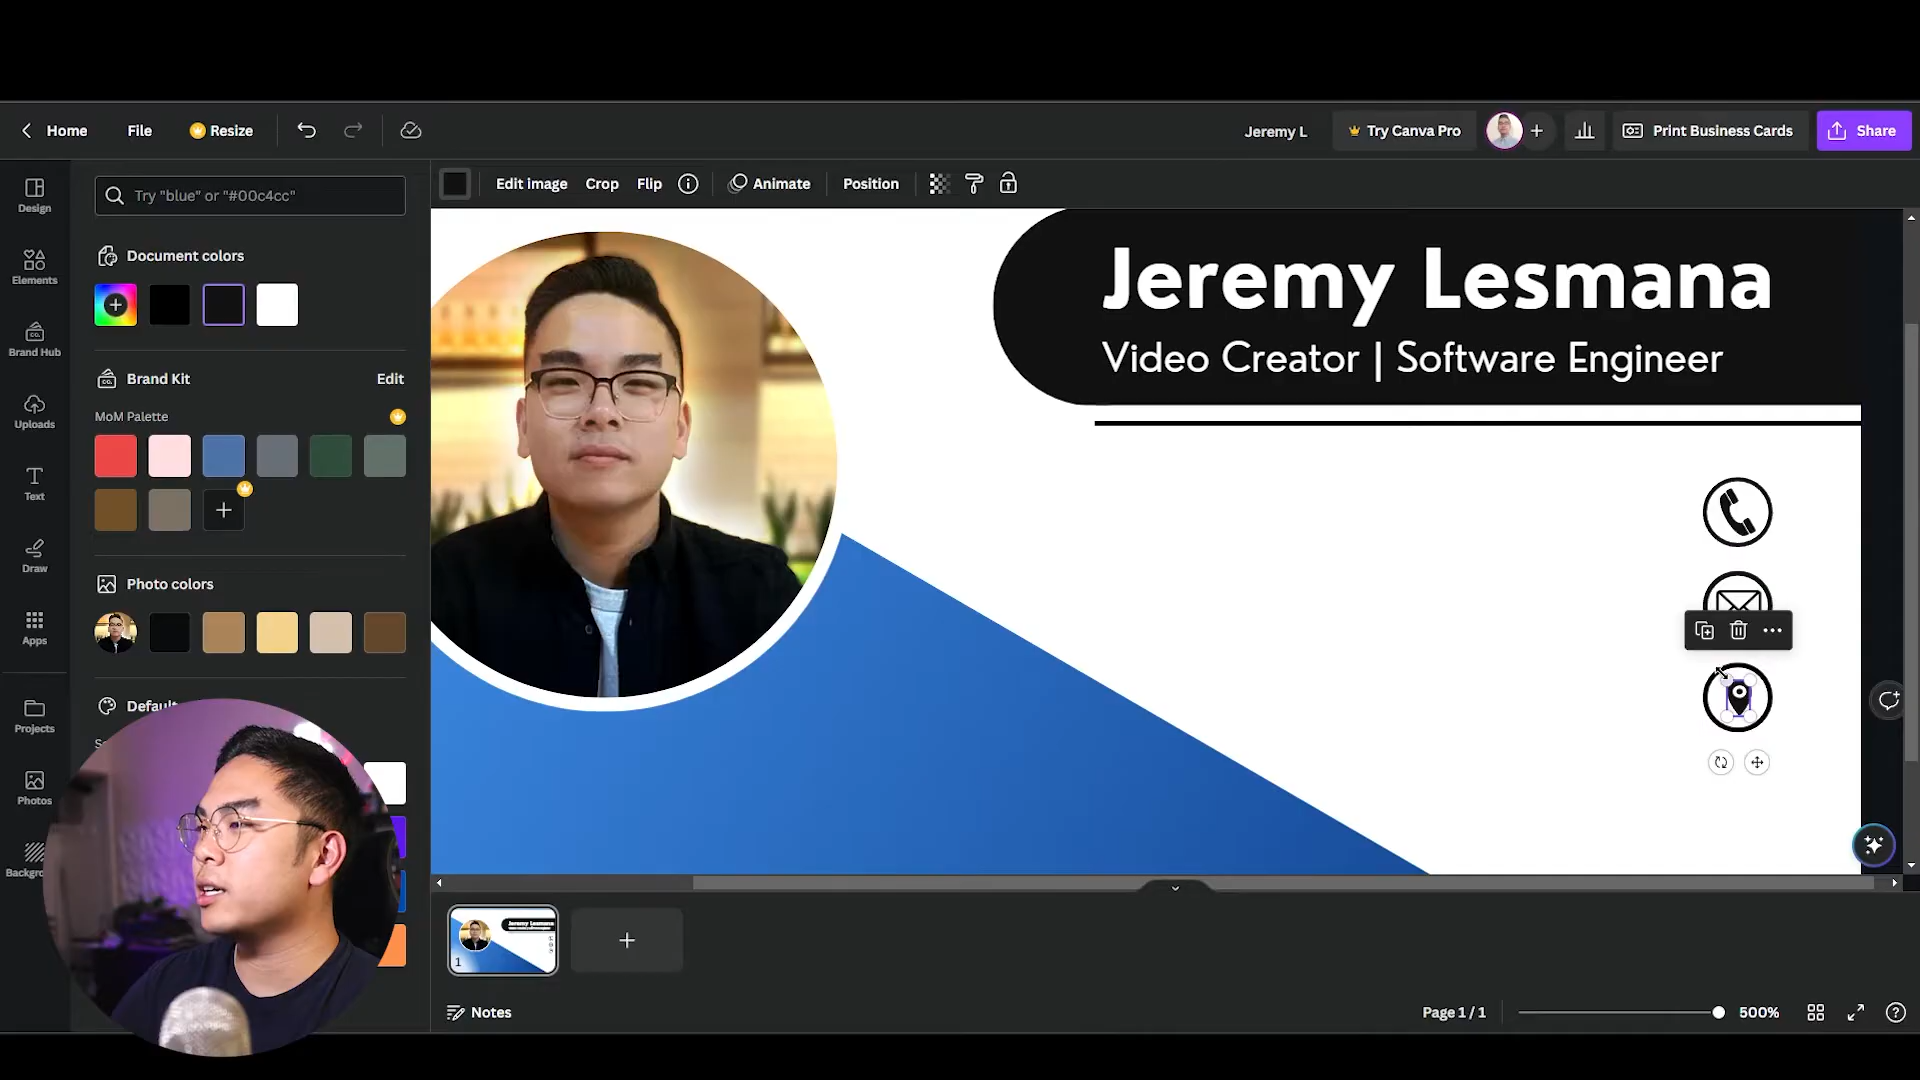 Home File Resize Jeremy L Try Canva Pro Print Business Cards Share
Try "blue" or "#00c4cc" Edit image Crop Flip Animate Position
Design
Elements
Brand Hub
Uploads
Text
Draw
Apps
Projects
Photos
Document colors
Brand Kit Edit
MoM Palette
Photo colors
Jeremy Lesmana
Video Creator | Software Engineer
Jeremy Lesmana
1
Notes Page 1 / 1 500%